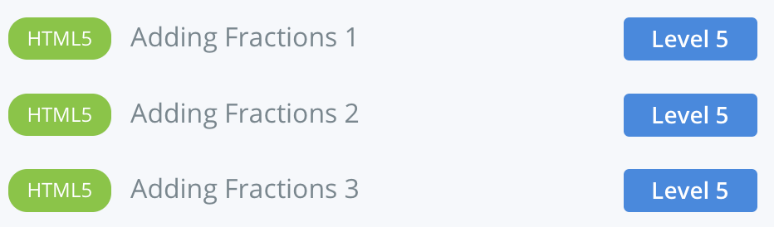 HTML5 Adding Fractions 1 Level 5
HTML5 Adding Fractions 2 Level 5
HTML5 Adding Fractions 3 Level 5